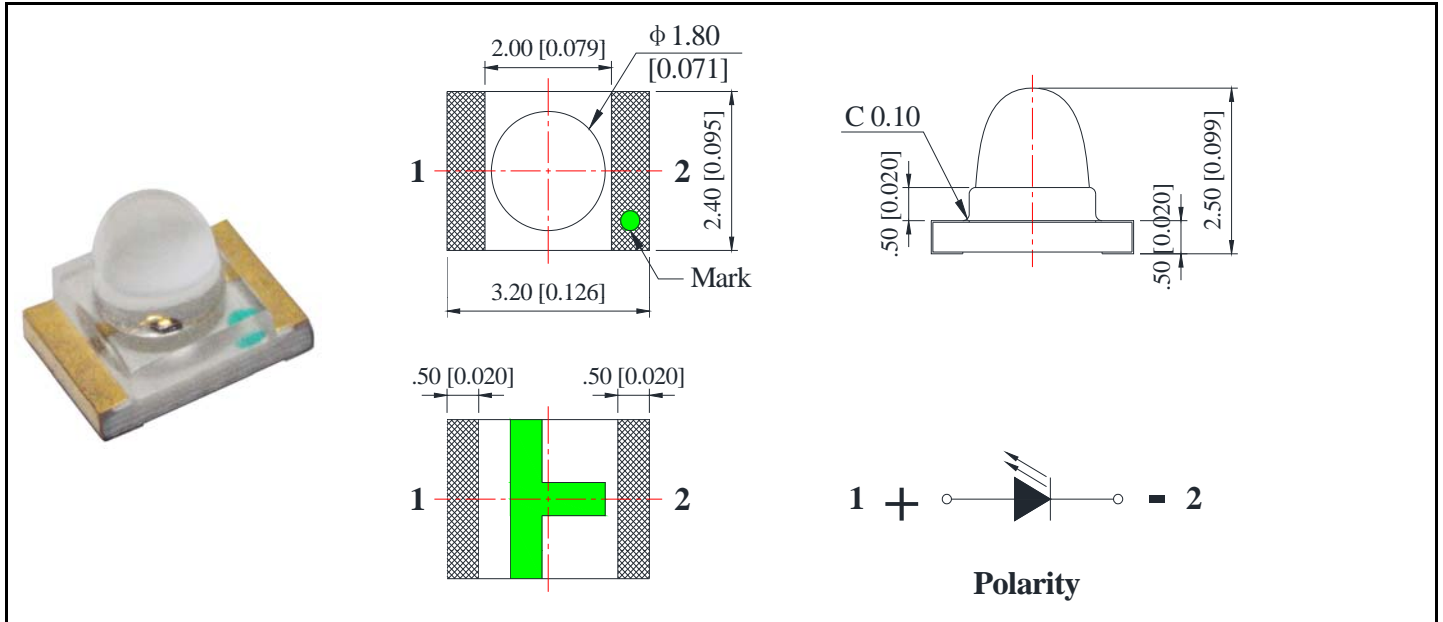 2.00 [0.079]
ϕ 1.80
[0.071]
1
2
2.40 [0.095]
Mark
3.20 [0.126]
C 0.10
.50 [0.020]
.50 [0.020]
2.50 [0.099]
.50 [0.020]
.50 [0.020]
1
2
1 + - 2
Polarity